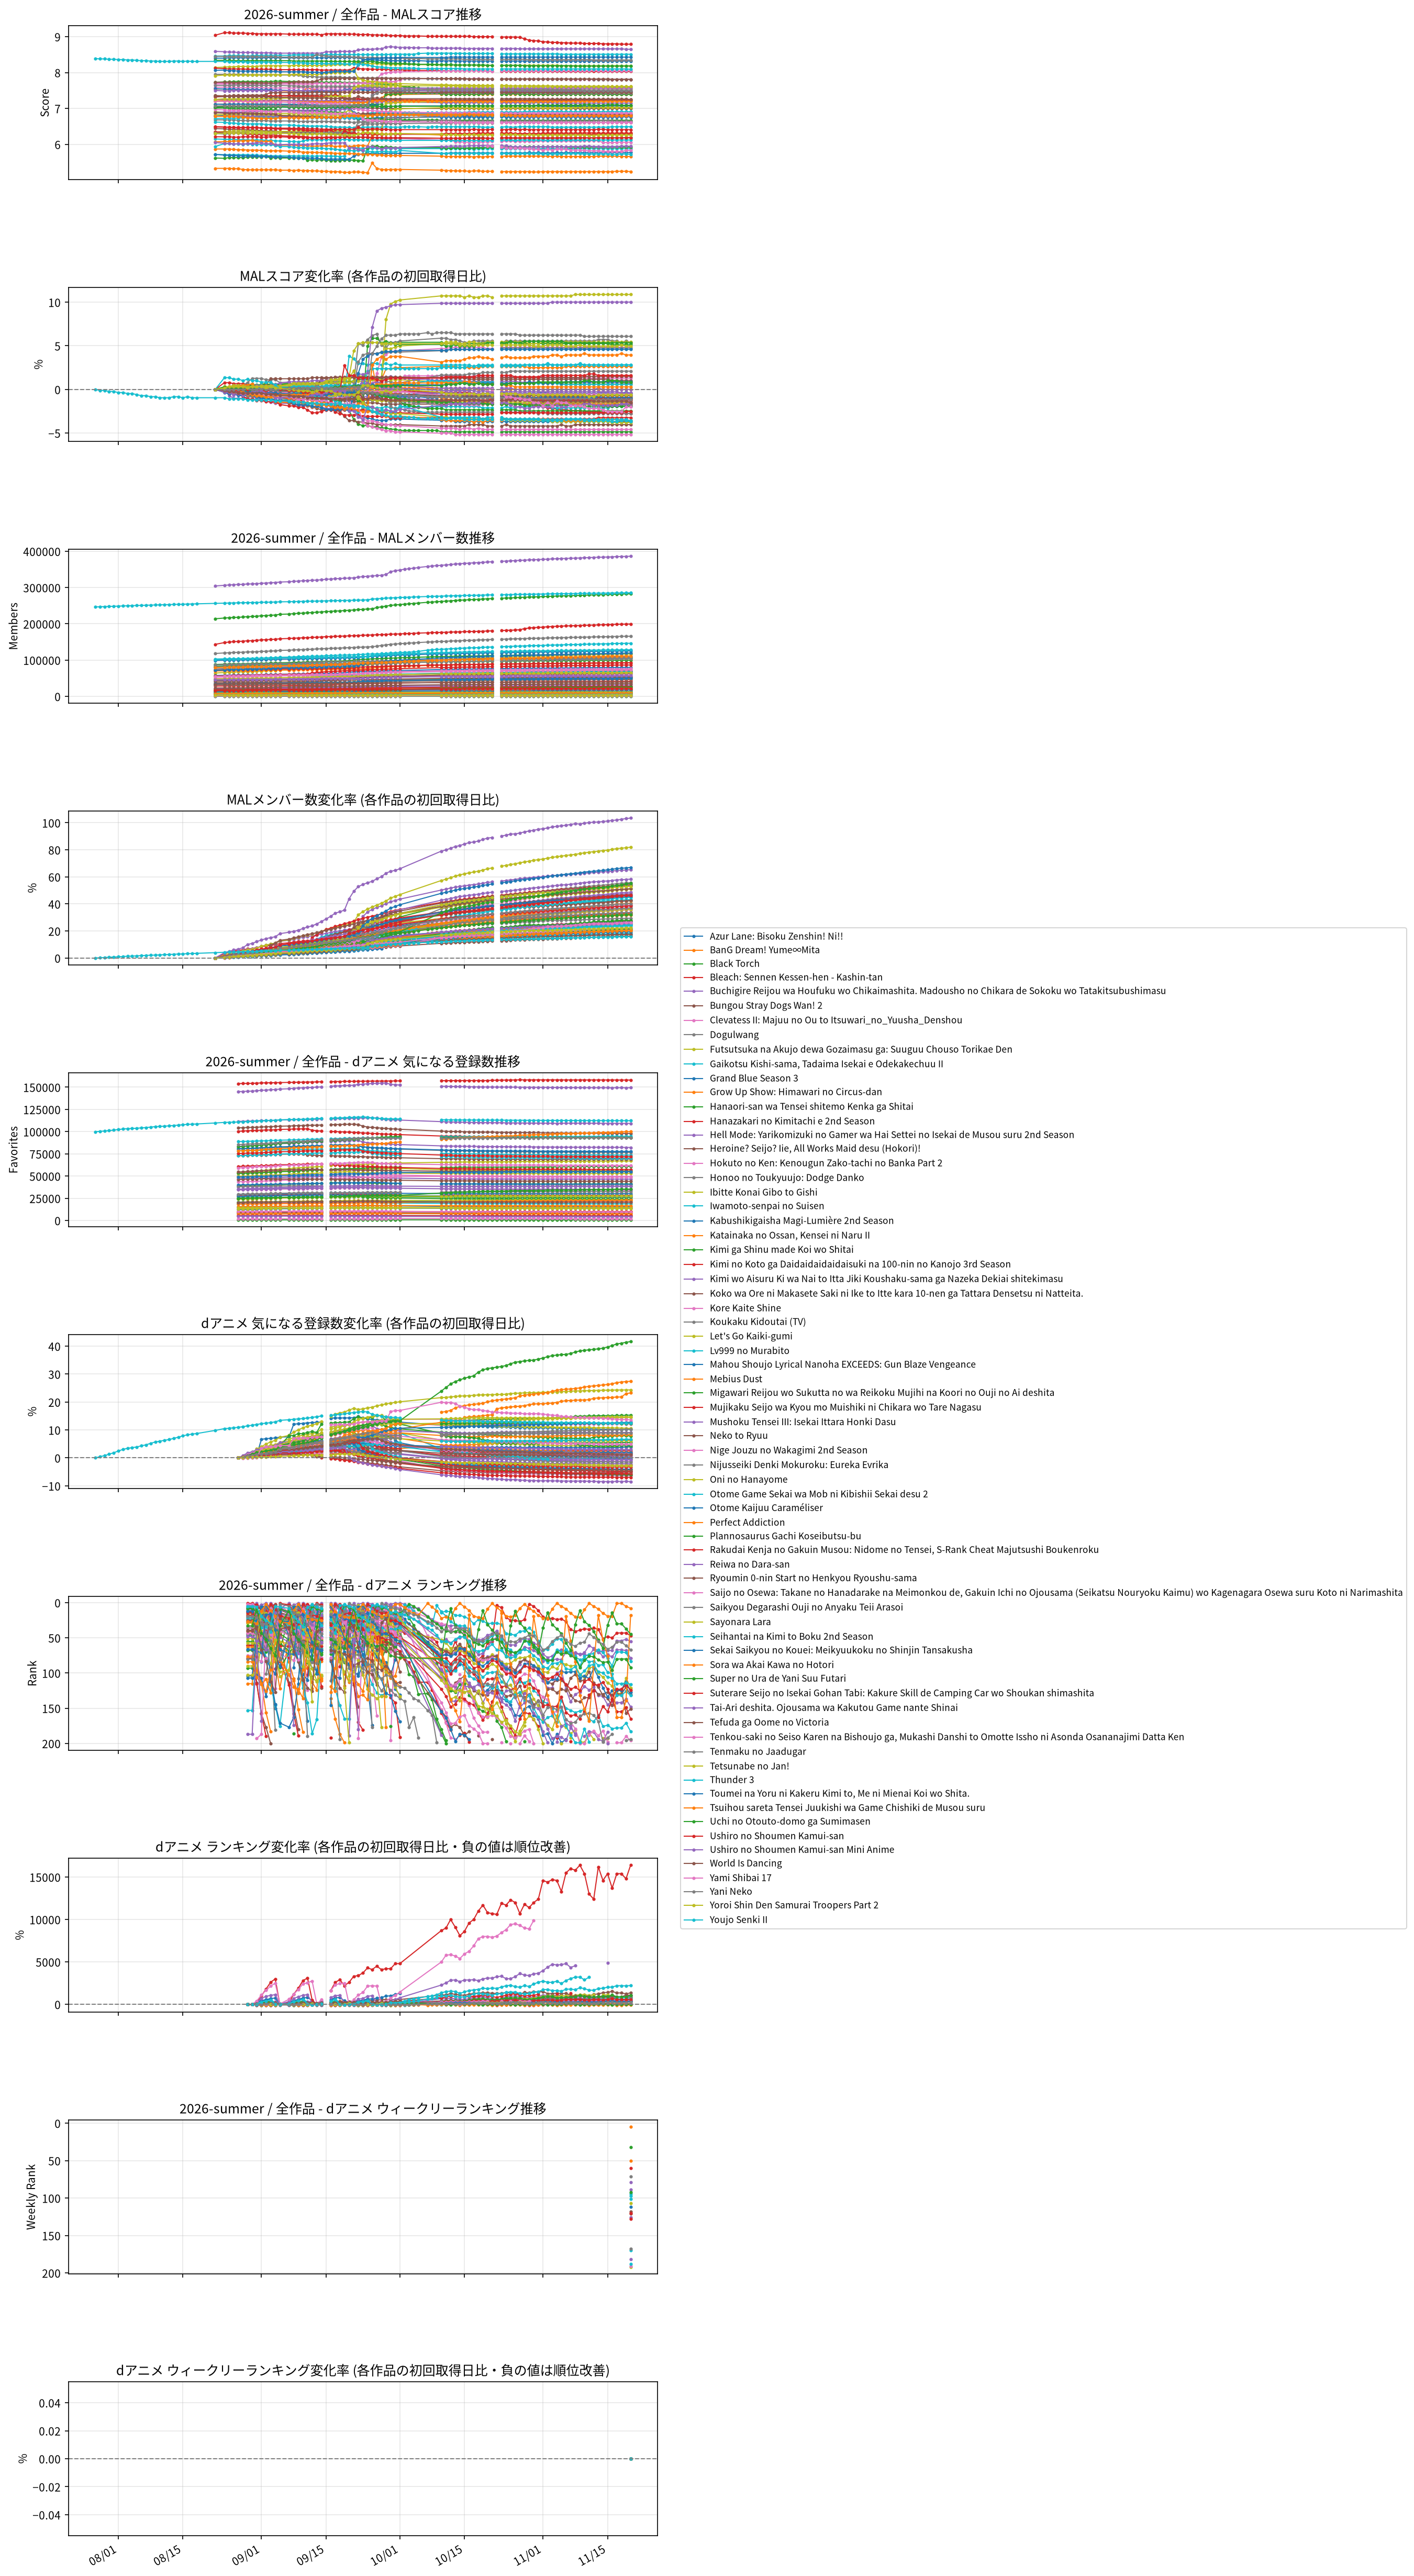 2026-summer / 全作品 - MALスコア推移
Score
9
8
7
6
MALスコア変化率 (各作品の初回取得日比)
%
10
5
0
−5
2026-summer / 全作品 - MALメンバー数推移
Members
400000
300000
200000
100000
0
MALメンバー数変化率 (各作品の初回取得日比)
%
100
80
60
40
20
0
2026-summer / 全作品 - dアニメ 気になる登録数推移
Favorites
150000
125000
100000
75000
50000
25000
0
dアニメ 気になる登録数変化率 (各作品の初回取得日比)
%
40
30
20
10
0
−10
2026-summer / 全作品 - dアニメ ランキング推移
Rank
0
50
100
150
200
dアニメ ランキング変化率 (各作品の初回取得日比・負の値は順位改善)
%
15000
10000
5000
0
2026-summer / 全作品 - dアニメ ウィークリーランキング推移
Weekly Rank
0
50
100
150
200
dアニメ ウィークリーランキング変化率 (各作品の初回取得日比・負の値は順位改善)
%
0.04
0.02
0.00
−0.02
−0.04
08/01
08/15
09/01
09/15
10/01
10/15
11/01
11/15
Azur Lane: Bisoku Zenshin! Ni!!
BanG Dream! Yume∞Mita
Black Torch
Bleach: Sennen Kessen-hen - Kashin-tan
Buchigire Reijou wa Houfuku wo Chikaimashita. Madousho no Chikara de Sokoku wo Tatakitsubushimasu
Bungou Stray Dogs Wan! 2
Clevatess II: Majuu no Ou to Itsuwari_no_Yuusha_Denshou
Dogulwang
Futsutsuka na Akujo dewa Gozaimasu ga: Suuguu Chouso Torikae Den
Gaikotsu Kishi-sama, Tadaima Isekai e Odekakechuu II
Grand Blue Season 3
Grow Up Show: Himawari no Circus-dan
Hanaori-san wa Tensei shitemo Kenka ga Shitai
Hanazakari no Kimitachi e 2nd Season
Hell Mode: Yarikomizuki no Gamer wa Hai Settei no Isekai de Musou suru 2nd Season
Heroine? Seijo? Iie, All Works Maid desu (Hokori)!
Hokuto no Ken: Kenougun Zako-tachi no Banka Part 2
Honoo no Toukyuujo: Dodge Danko
Ibitte Konai Gibo to Gishi
Iwamoto-senpai no Suisen
Kabushikigaisha Magi-Lumière 2nd Season
Katainaka no Ossan, Kensei ni Naru II
Kimi ga Shinu made Koi wo Shitai
Kimi no Koto ga Daidaidaidaidaisuki na 100-nin no Kanojo 3rd Season
Kimi wo Aisuru Ki wa Nai to Itta Jiki Koushaku-sama ga Nazeka Dekiai shitekimasu
Koko wa Ore ni Makasete Saki ni Ike to Itte kara 10-nen ga Tattara Densetsu ni Natteita.
Kore Kaite Shine
Koukaku Kidoutai (TV)
Let's Go Kaiki-gumi
Lv999 no Murabito
Mahou Shoujo Lyrical Nanoha EXCEEDS: Gun Blaze Vengeance
Mebius Dust
Migawari Reijou wo Sukutta no wa Reikoku Mujihi na Koori no Ouji no Ai deshita
Mujikaku Seijo wa Kyou mo Muishiki ni Chikara wo Tare Nagasu
Mushoku Tensei III: Isekai Ittara Honki Dasu
Neko to Ryuu
Nige Jouzu no Wakagimi 2nd Season
Nijusseiki Denki Mokuroku: Eureka Evrika
Oni no Hanayome
Otome Game Sekai wa Mob ni Kibishii Sekai desu 2
Otome Kaijuu Caraméliser
Perfect Addiction
Plannosaurus Gachi Koseibutsu-bu
Rakudai Kenja no Gakuin Musou: Nidome no Tensei, S-Rank Cheat Majutsushi Boukenroku
Reiwa no Dara-san
Ryoumin 0-nin Start no Henkyou Ryoushu-sama
Saijo no Osewa: Takane no Hanadarake na Meimonkou de, Gakuin Ichi no Ojousama (Seikatsu Nouryoku Kaimu) wo Kagenagara Osewa suru Koto ni Narimashita
Saikyou Degarashi Ouji no Anyaku Teii Arasoi
Sayonara Lara
Seihantai na Kimi to Boku 2nd Season
Sekai Saikyou no Kouei: Meikyuukoku no Shinjin Tansakusha
Sora wa Akai Kawa no Hotori
Super no Ura de Yani Suu Futari
Suterare Seijo no Isekai Gohan Tabi: Kakure Skill de Camping Car wo Shoukan shimashita
Tai-Ari deshita. Ojousama wa Kakutou Game nante Shinai
Tefuda ga Oome no Victoria
Tenkou-saki no Seiso Karen na Bishoujo ga, Mukashi Danshi to Omotte Issho ni Asonda Osananajimi Datta Ken
Tenmaku no Jaadugar
Tetsunabe no Jan!
Thunder 3
Toumei na Yoru ni Kakeru Kimi to, Me ni Mienai Koi wo Shita.
Tsuihou sareta Tensei Juukishi wa Game Chishiki de Musou suru
Uchi no Otouto-domo ga Sumimasen
Ushiro no Shoumen Kamui-san
Ushiro no Shoumen Kamui-san Mini Anime
World Is Dancing
Yami Shibai 17
Yani Neko
Yoroi Shin Den Samurai Troopers Part 2
Youjo Senki II